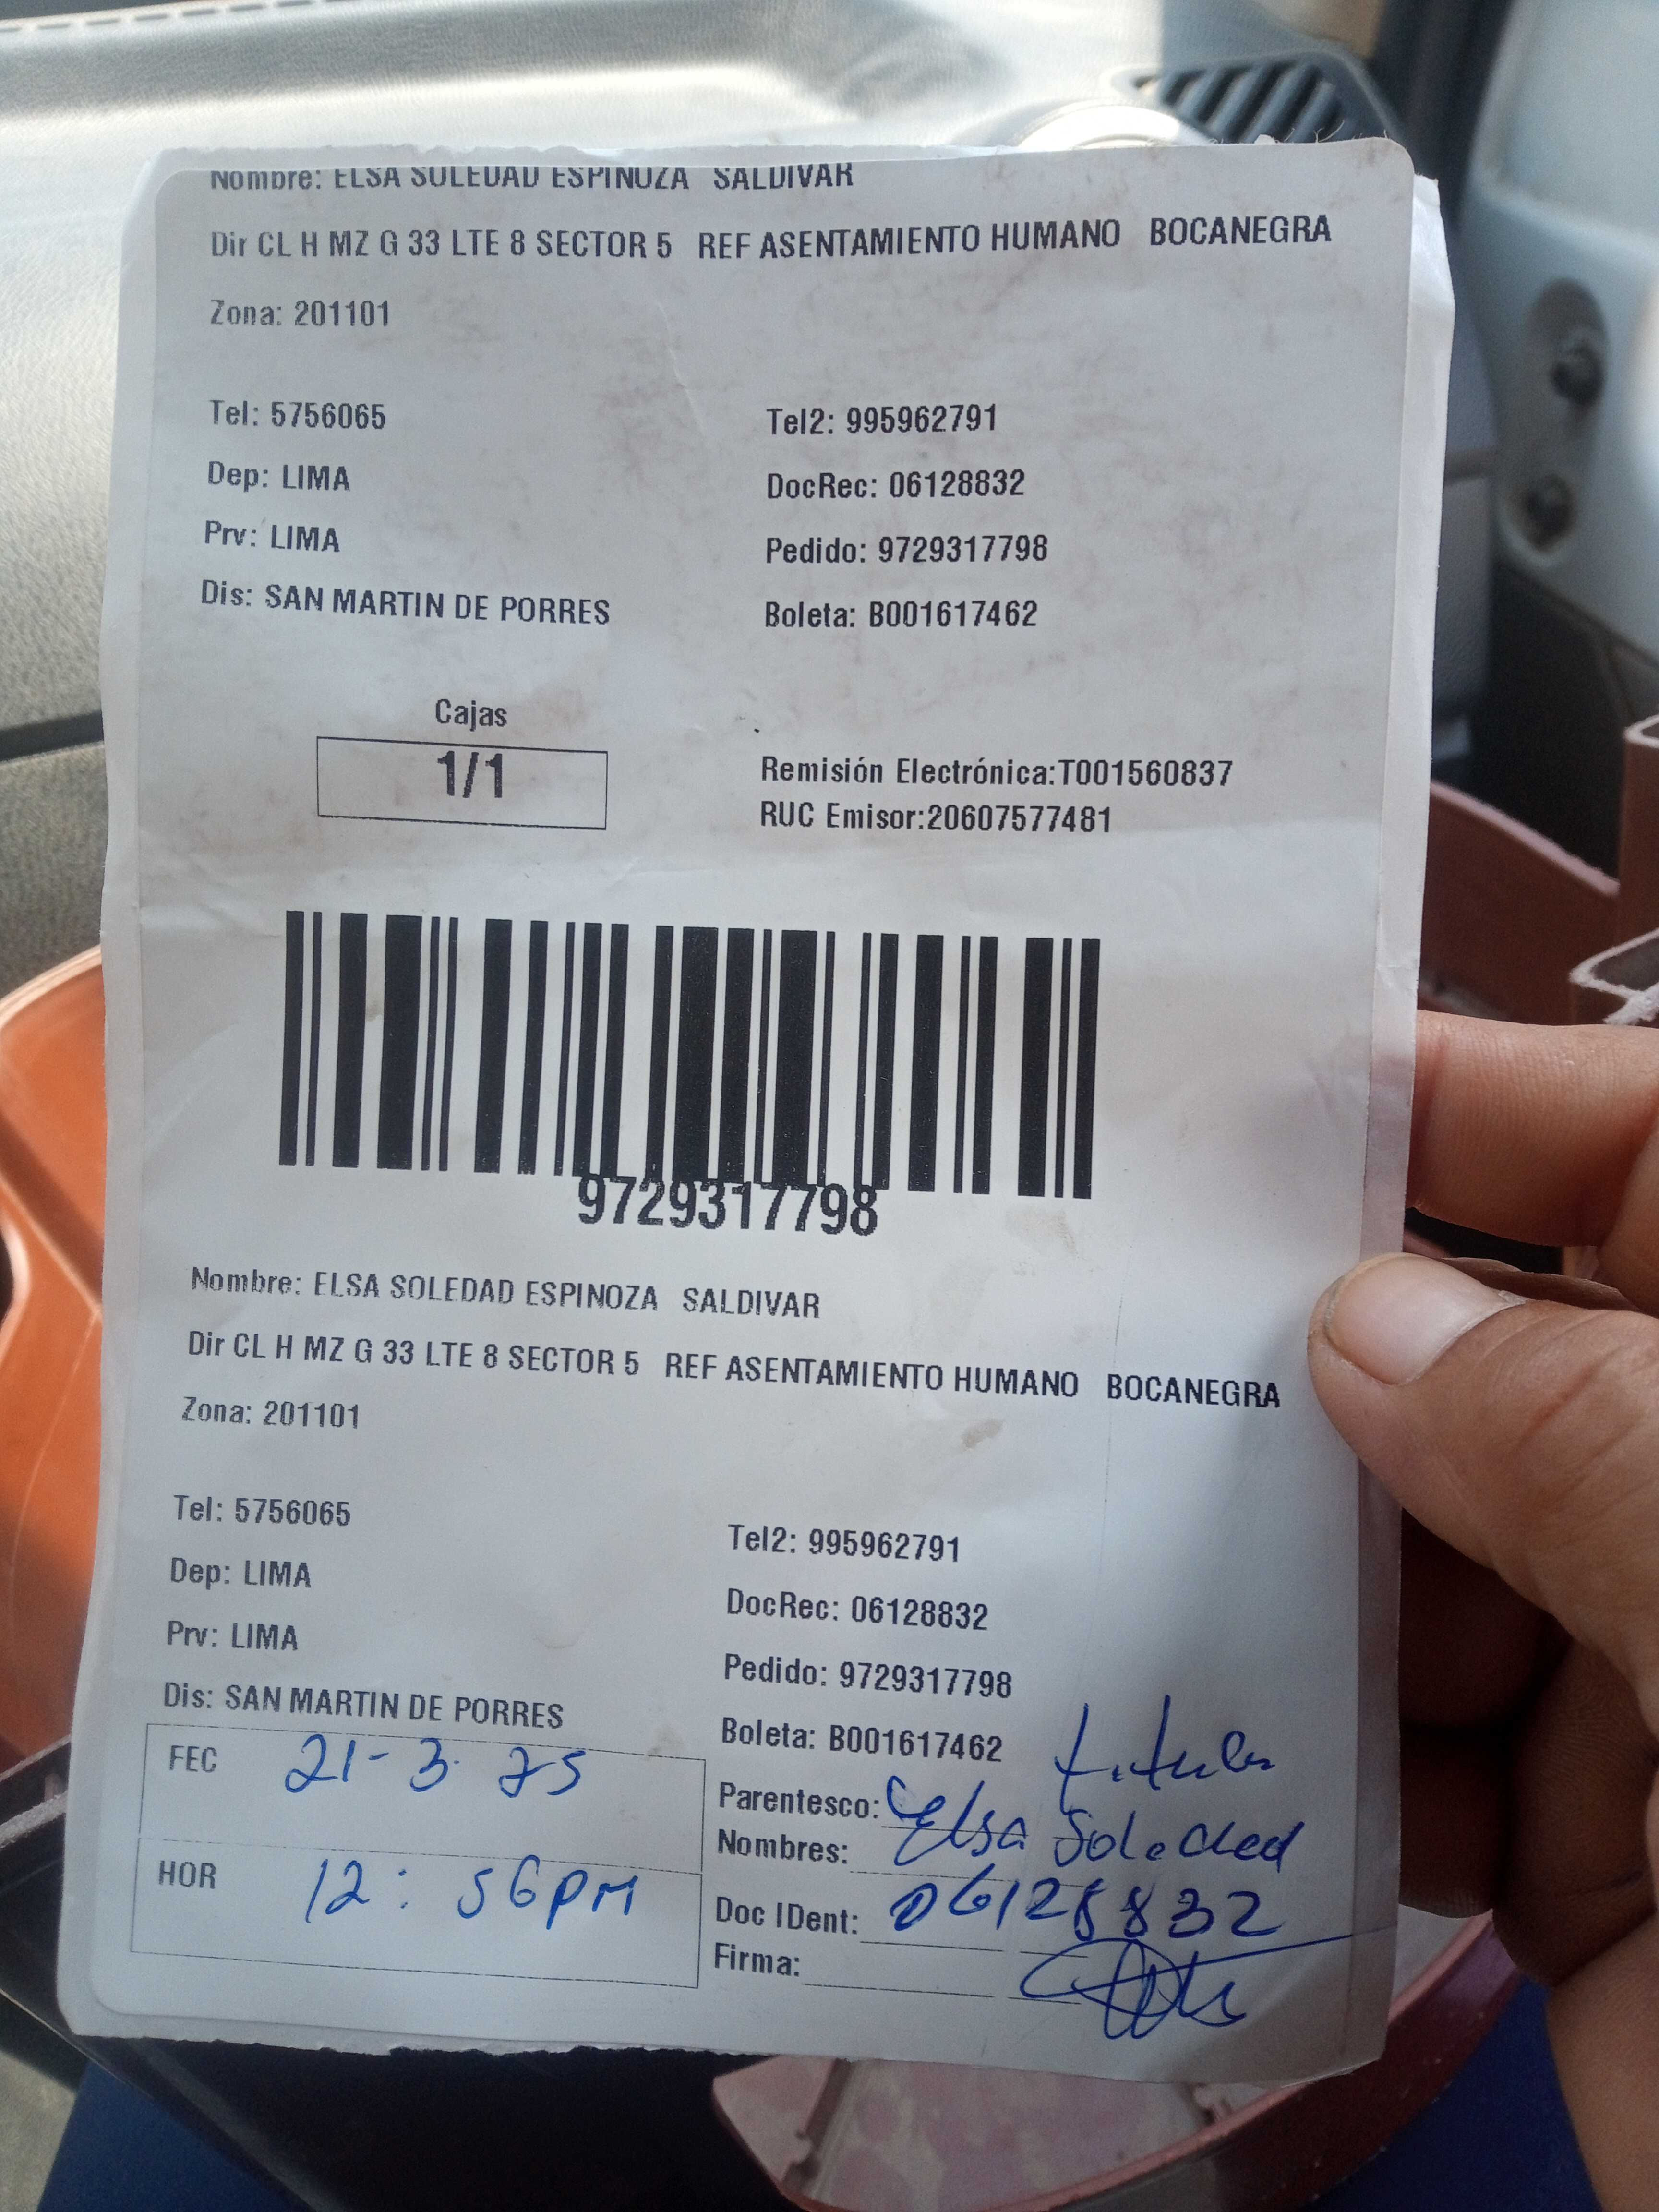 Nombre: ELSA SOLEDAD ESPINOZA SALDIVAR
Dir CL H MZ G 33 LTE 8 SECTOR 5 REF ASENTAMIENTO HUMANO BOCANEGRA
Zona: 201101
Tel: 5756065 Tel2: 995962791
Dep: LIMA DocRec: 06128832
Prv: LIMA Pedido: 9729317798
Dis: SAN MARTIN DE PORRES Boleta: B001617462
Cajas
1/1
Remisión Electrónica:T001560837
RUC Emisor:20607577481
9729317798
Nombre: ELSA SOLEDAD ESPINOZA SALDIVAR
Dir CL H MZ G 33 LTE 8 SECTOR 5 REF ASENTAMIENTO HUMANO BOCANEGRA
Zona: 201101
Tel: 5756065 Tel2: 995962791
Dep: LIMA DocRec: 06128832
Prv: LIMA Pedido: 9729317798
Dis: SAN MARTIN DE PORRES Boleta: B001617462
FEC 21-3-25
HOR 12:56PM
Parentesco: titular
Nombres: Elsa Soledad
Doc IDent: 06128832
Firma: